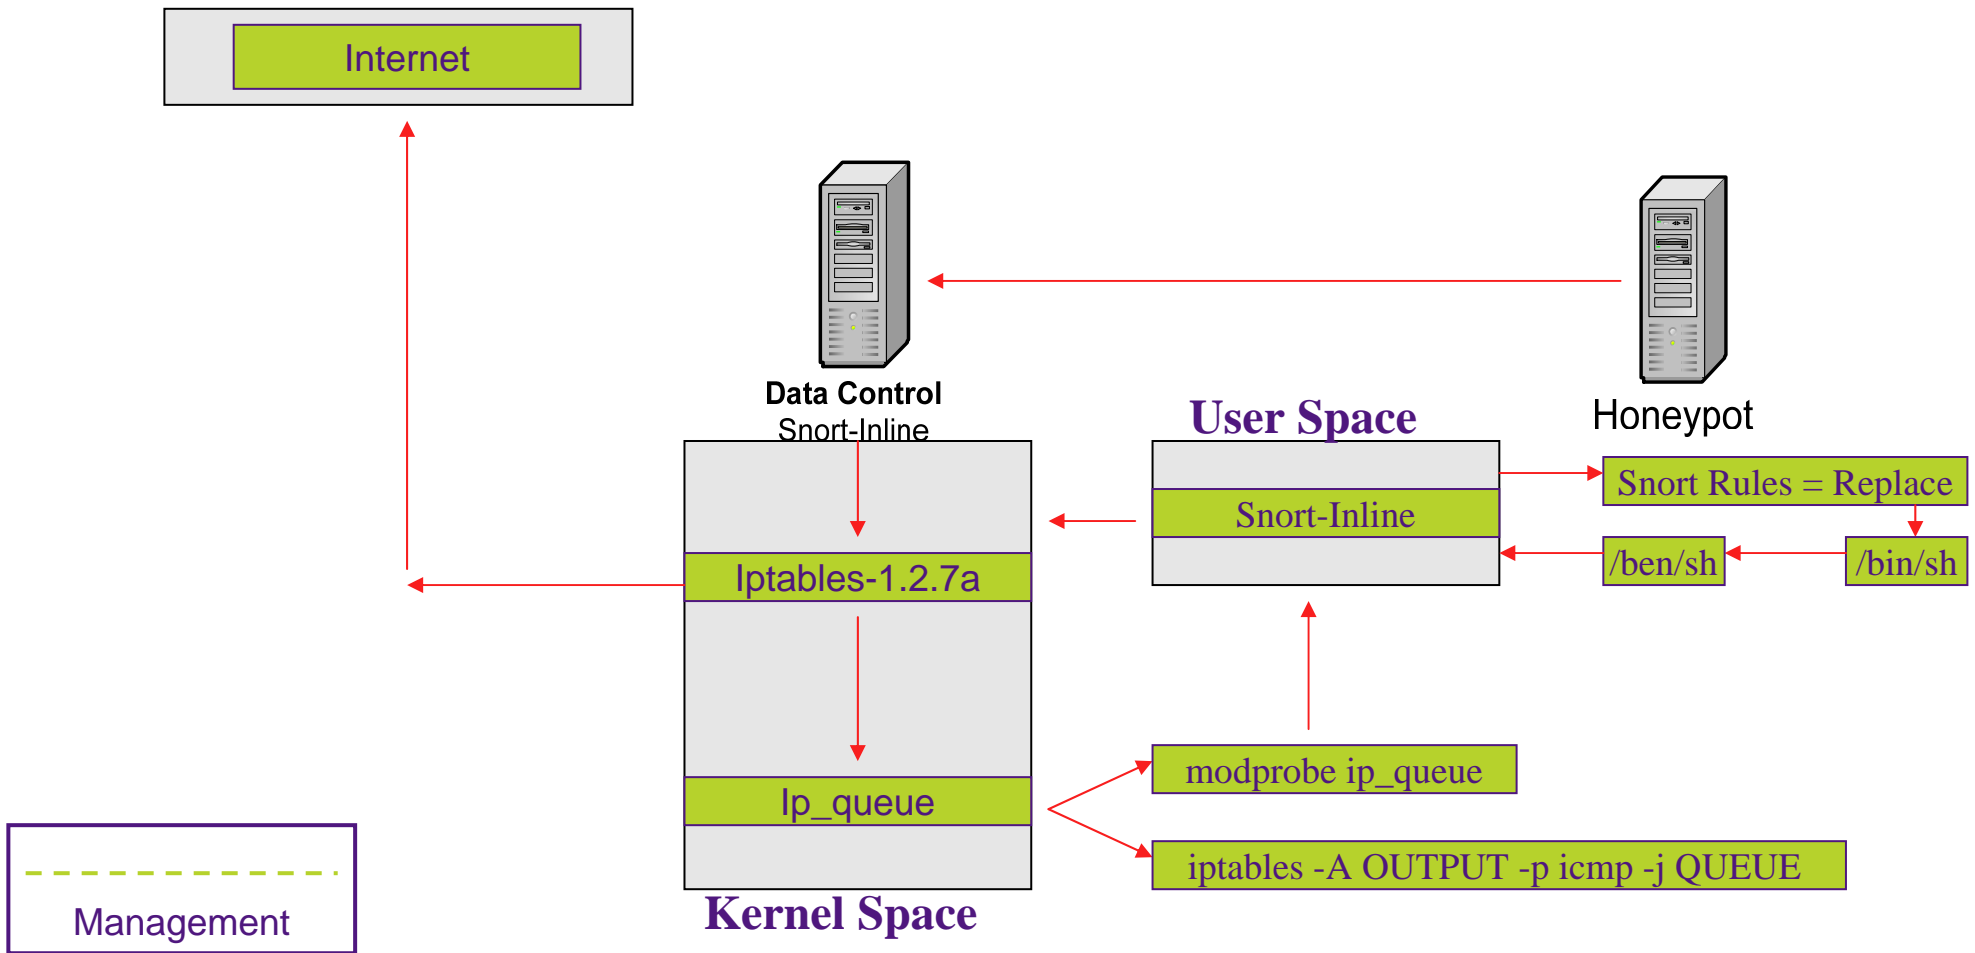 Internet
Data Control
Snort-Inline
User Space
Honeypot
Snort Rules = Replace
Snort-Inline
/ben/sh
/bin/sh
Iptables-1.2.7a
modprobe ip_queue
Ip_queue
iptables -A OUTPUT -p icmp -j QUEUE
Kernel Space
Management